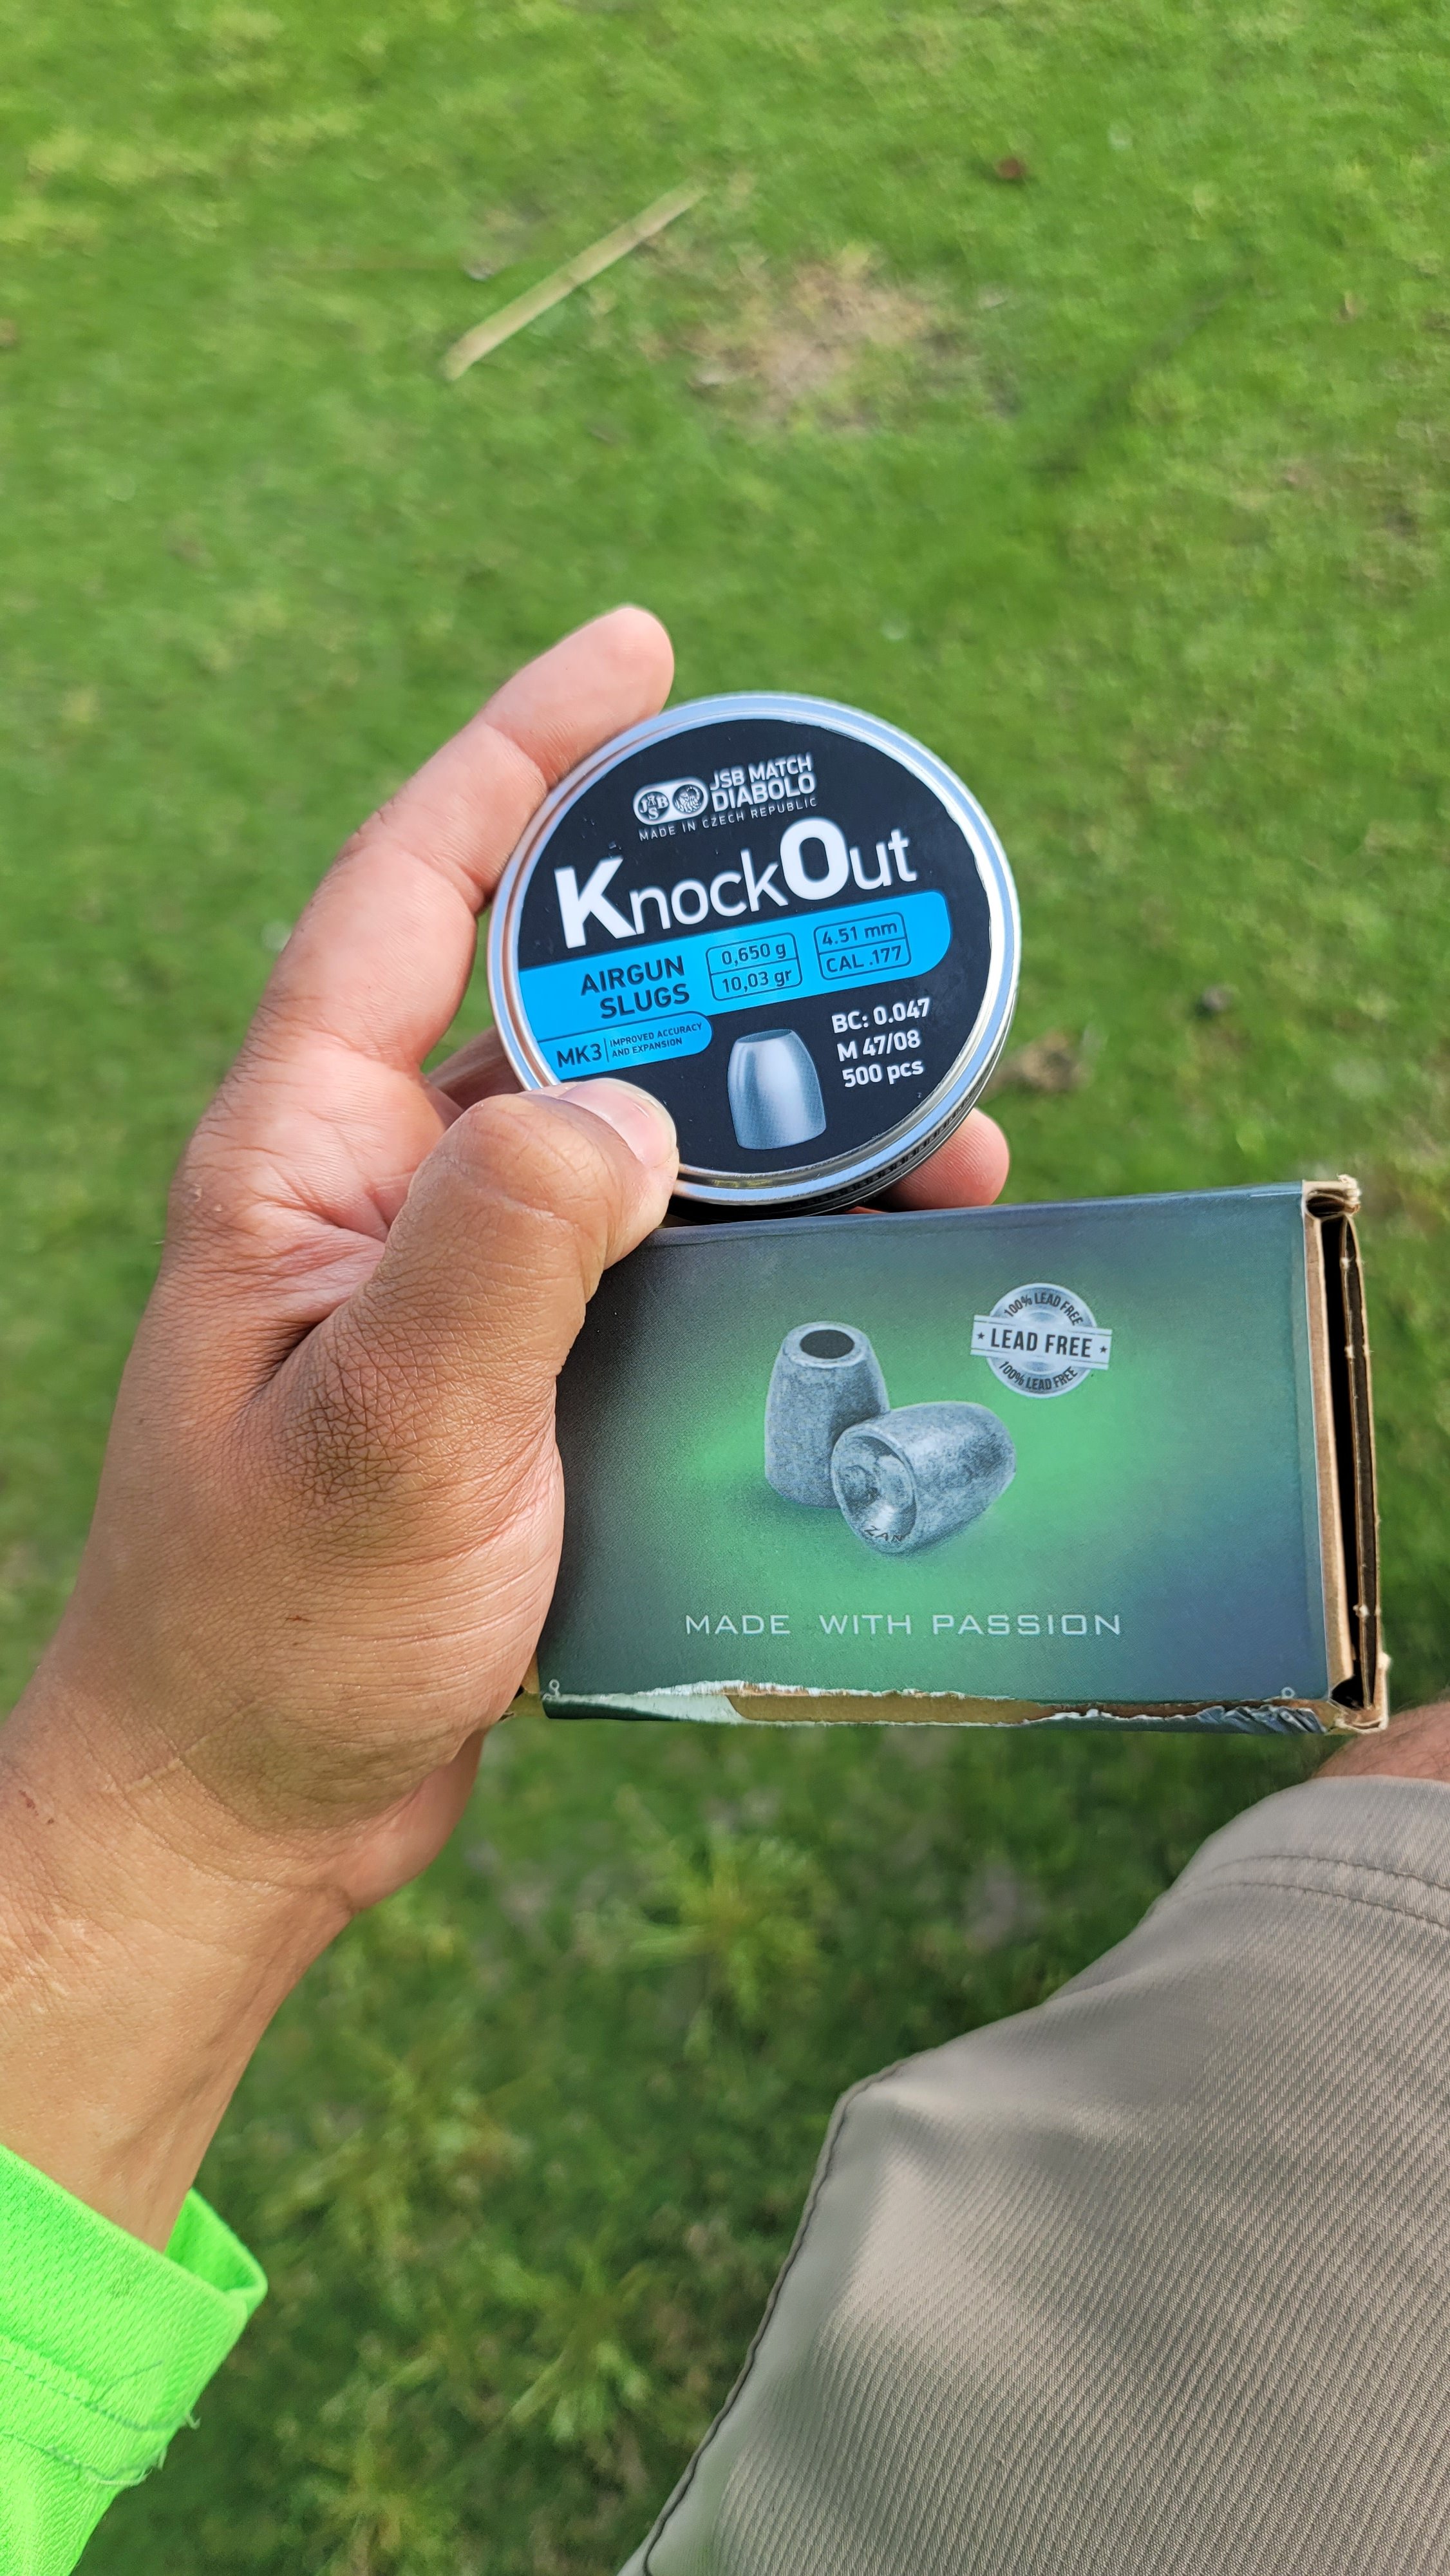 JSB
JSB MATCH
DIABOLO
MADE IN CZECH REPUBLIC
KnockOut
AIRGUN
SLUGS
0,650 g
10,03 gr
4.51 mm
CAL .177
MK3
IMPROVED ACCURACY
AND EXPANSION
BC: 0.047
M 47/08
500 pcs
100% LEAD FREE
LEAD FREE
100% LEAD FREE
ZAN
MADE WITH PASSION